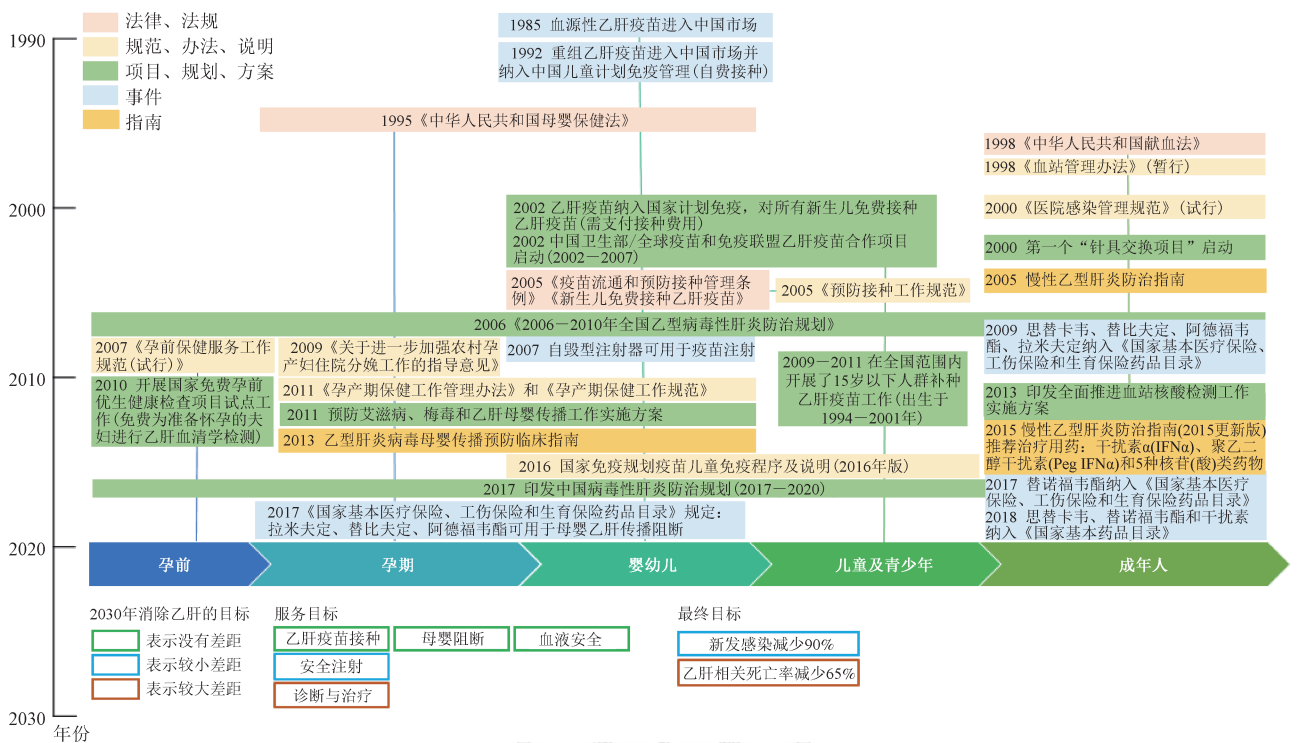 法律、法规
规范、办法、说明
项目、规划、方案
事件
指南
1990
2000
2010
2020
2030
年份
1985 血源性乙肝疫苗进入中国市场
1992 重组乙肝疫苗进入中国市场并
纳入中国儿童计划免疫管理(自费接种)
1995《中华人民共和国母婴保健法》
1998《中华人民共和国献血法》
1998《血站管理办法》(暂行)
2000《医院感染管理规范》(试行)
2000 第一个“针具交换项目”启动
2005 慢性乙型肝炎防治指南
2002 乙肝疫苗纳入国家计划免疫，对所有新生儿免费接种
乙肝疫苗(需支付接种费用)
2002 中国卫生部/全球疫苗和免疫联盟乙肝疫苗合作项目
启动(2002－2007)
2005《疫苗流通和预防接种管理条
例》《新生儿免费接种乙肝疫苗》
2005《预防接种工作规范》
2006《2006－2010年全国乙型病毒性肝炎防治规划》
2007《孕前保健服务工作
规范(试行)》
2010 开展国家免费孕前
优生健康检查项目试点工
作(免费为准备怀孕的夫
妇进行乙肝血清学检测)
2009《关于进一步加强农村孕
产妇住院分娩工作的指导意见》
2007 自毁型注射器可用于疫苗注射
2011《孕产期保健工作管理办法》和《孕产期保健工作规范》
2011 预防艾滋病、梅毒和乙肝母婴传播工作实施方案
2013 乙型肝炎病毒母婴传播预防临床指南
2009－2011 在全国范围内
开展了15岁以下人群补种
乙肝疫苗工作(出生于
1994－2001年)
2009 思替卡韦、替比夫定、阿德福韦
酯、拉米夫定纳入《国家基本医疗保险、
工伤保险和生育保险药品目录》
2013 印发全面推进血站核酸检测工作
实施方案
2015 慢性乙型肝炎防治指南(2015更新版)
推荐治疗用药：干扰素α(IFNα)、聚乙二
醇干扰素(Peg IFNα)和5种核苷(酸)类药物
2016 国家免疫规划疫苗儿童免疫程序及说明(2016年版)
2017 印发中国病毒性肝炎防治规划(2017－2020)
2017《国家基本医疗保险、工伤保险和生育保险药品目录》规定：
拉米夫定、替比夫定、阿德福韦酯可用于母婴乙肝传播阻断
2017 替诺福韦酯纳入《国家基本医疗
保险、工伤保险和生育保险药品目录》
2018 思替卡韦、替诺福韦酯和干扰素
纳入《国家基本药品目录》
孕前
孕期
婴幼儿
儿童及青少年
成年人
2030年消除乙肝的目标
表示没有差距
表示较小差距
表示较大差距
服务目标
乙肝疫苗接种
母婴阻断
血液安全
安全注射
诊断与治疗
最终目标
新发感染减少90%
乙肝相关死亡率减少65%